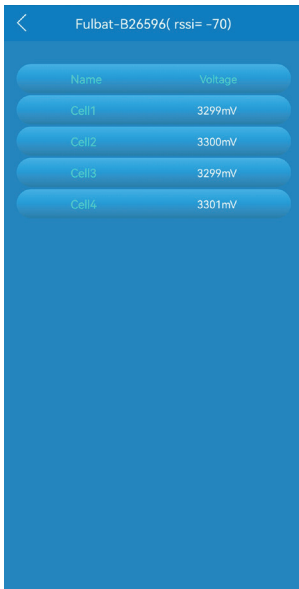 Fulbat-B26596( rssi= -70)
Name Voltage
Cell1 3299mV
Cell2 3300mV
Cell3 3299mV
Cell4 3301mV